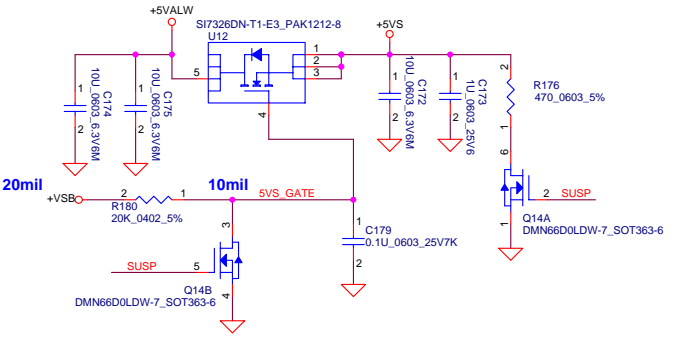 +5VALW
SI7326DN-T1-E3_PAK1212-8
U12
+5VS
5
1
2
3
4
1
2
C174
10U_0603_6.3V6M
1
2
C175
10U_0603_6.3V6M
1
2
C172
10U_0603_6.3V6M
1
2
C173
1U_0603_25V6
2
R176
470_0603_5%
1
6
2
SUSP
1
Q14A
DMN66D0LDW-7_SOT363-6
20mil
+VSB
2
1
R180
20K_0402_5%
10mil
5VS_GATE
3
SUSP
5
4
Q14B
DMN66D0LDW-7_SOT363-6
1
C179
0.1U_0603_25V7K
2